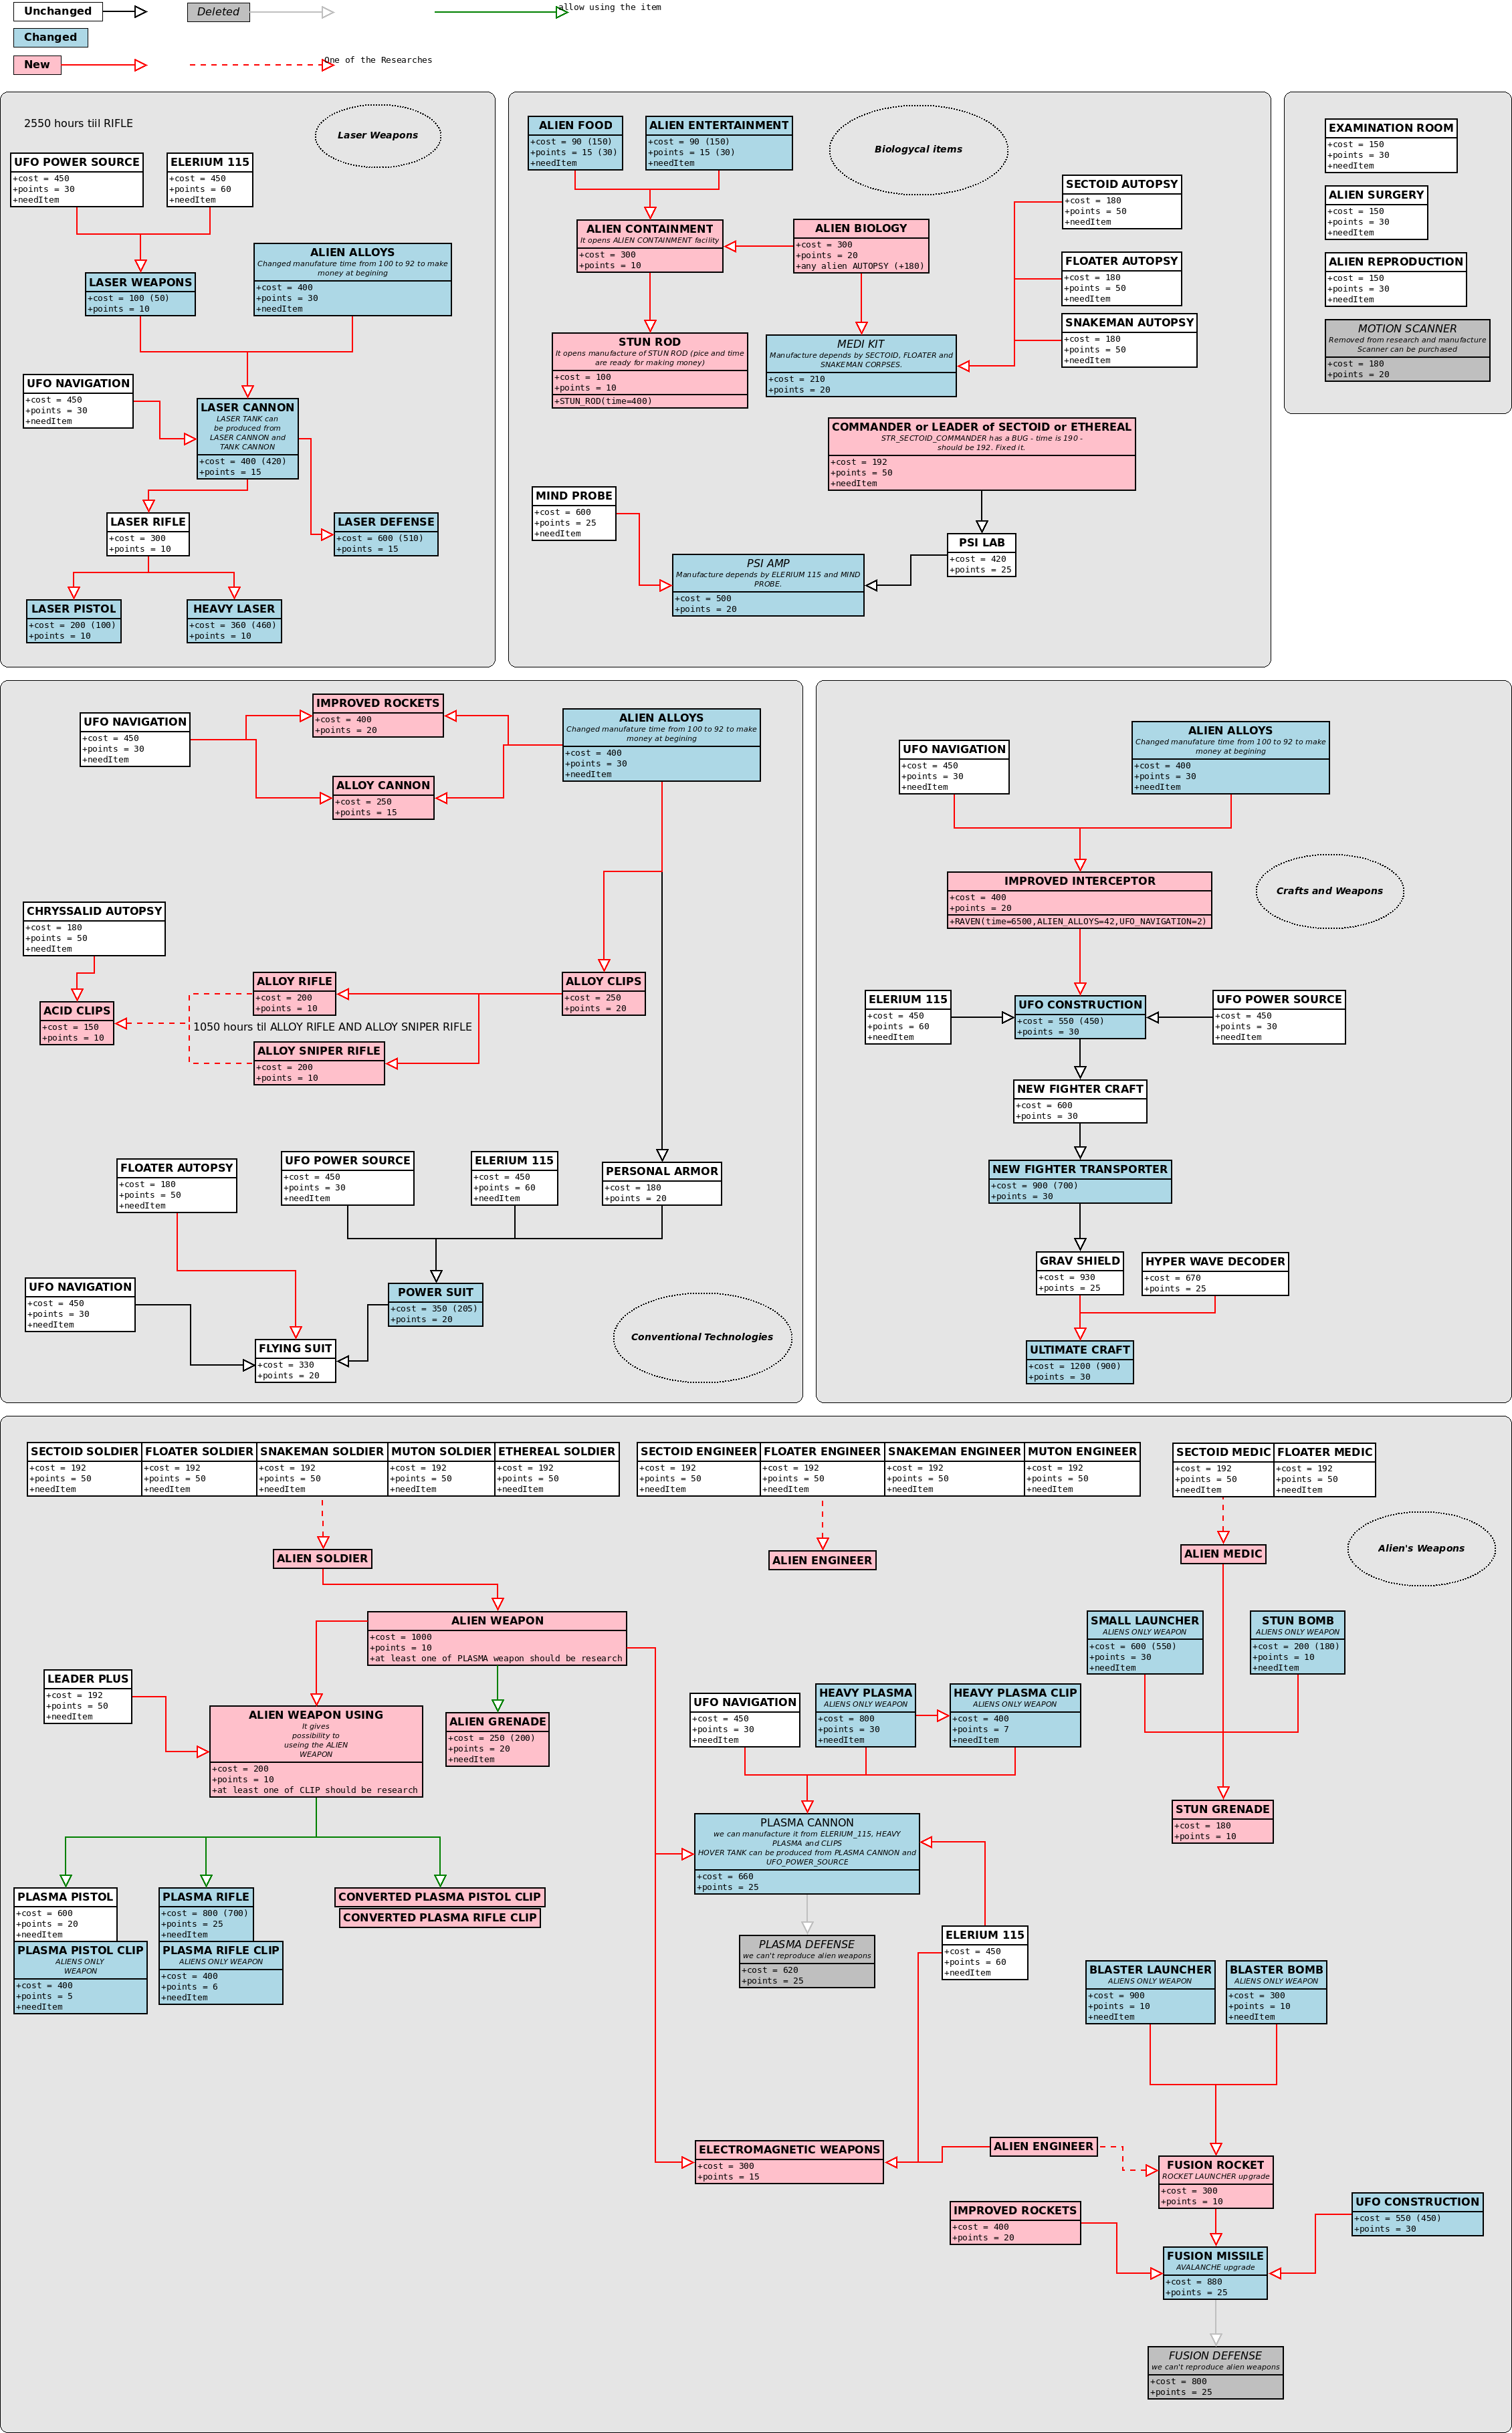 Unchanged
Deleted
allow using the item
Changed
New
One of the Researches
2550 hours tiil RIFLE
Laser Weapons
UFO POWER SOURCE
+cost = 450
+points = 30
+needItem
ELERIUM 115
+cost = 450
+points = 60
+needItem
ALIEN ALLOYS
Changed manufature time from 100 to 92 to make
money at begining
+cost = 400
+points = 30
+needItem
LASER WEAPONS
+cost = 100 (50)
+points = 10
UFO NAVIGATION
+cost = 450
+points = 30
+needItem
LASER CANNON
LASER TANK can
be produced from
LASER CANNON and
TANK CANNON
+cost = 400 (420)
+points = 15
LASER RIFLE
+cost = 300
+points = 10
LASER DEFENSE
+cost = 600 (510)
+points = 15
LASER PISTOL
+cost = 200 (100)
+points = 10
HEAVY LASER
+cost = 360 (460)
+points = 10
ALIEN FOOD
+cost = 90 (150)
+points = 15 (30)
+needItem
ALIEN ENTERTAINMENT
+cost = 90 (150)
+points = 15 (30)
+needItem
Biologycal items
SECTOID AUTOPSY
+cost = 180
+points = 50
+needItem
ALIEN CONTAINMENT
It opens ALIEN CONTAINMENT facility
+cost = 300
+points = 10
ALIEN BIOLOGY
+cost = 300
+points = 20
+any alien AUTOPSY (+180)
FLOATER AUTOPSY
+cost = 180
+points = 50
+needItem
SNAKEMAN AUTOPSY
+cost = 180
+points = 50
+needItem
STUN ROD
It opens manufacture of STUN ROD (pice and time
are ready for making money)
+cost = 100
+points = 10
+STUN_ROD(time=400)
MEDI KIT
Manufacture depends by SECTOID, FLOATER and
SNAKEMAN CORPSES.
+cost = 210
+points = 20
COMMANDER or LEADER of SECTOID or ETHEREAL
STR_SECTOID_COMMANDER has a BUG - time is 190 -
should be 192. Fixed it.
+cost = 192
+points = 50
+needItem
MIND PROBE
+cost = 600
+points = 25
+needItem
PSI LAB
+cost = 420
+points = 25
PSI AMP
Manufacture depends by ELERIUM 115 and MIND
PROBE.
+cost = 500
+points = 20
EXAMINATION ROOM
+cost = 150
+points = 30
+needItem
ALIEN SURGERY
+cost = 150
+points = 30
+needItem
ALIEN REPRODUCTION
+cost = 150
+points = 30
+needItem
MOTION SCANNER
Removed from research and manufacture
Scanner can be purchased
+cost = 180
+points = 20
UFO NAVIGATION
+cost = 450
+points = 30
+needItem
IMPROVED ROCKETS
+cost = 400
+points = 20
ALIEN ALLOYS
Changed manufature time from 100 to 92 to make
money at begining
+cost = 400
+points = 30
+needItem
ALLOY CANNON
+cost = 250
+points = 15
CHRYSSALID AUTOPSY
+cost = 180
+points = 50
+needItem
ALLOY RIFLE
+cost = 200
+points = 10
ALLOY CLIPS
+cost = 250
+points = 20
ACID CLIPS
+cost = 150
+points = 10
1050 hours til ALLOY RIFLE AND ALLOY SNIPER RIFLE
ALLOY SNIPER RIFLE
+cost = 200
+points = 10
FLOATER AUTOPSY
+cost = 180
+points = 50
+needItem
UFO POWER SOURCE
+cost = 450
+points = 30
+needItem
ELERIUM 115
+cost = 450
+points = 60
+needItem
PERSONAL ARMOR
+cost = 180
+points = 20
UFO NAVIGATION
+cost = 450
+points = 30
+needItem
POWER SUIT
+cost = 350 (205)
+points = 20
FLYING SUIT
+cost = 330
+points = 20
Conventional Technologies
UFO NAVIGATION
+cost = 450
+points = 30
+needItem
ALIEN ALLOYS
Changed manufature time from 100 to 92 to make
money at begining
+cost = 400
+points = 30
+needItem
IMPROVED INTERCEPTOR
+cost = 400
+points = 20
+RAVEN(time=6500,ALIEN_ALLOYS=42,UFO_NAVIGATION=2)
Crafts and Weapons
ELERIUM 115
+cost = 450
+points = 60
+needItem
UFO CONSTRUCTION
+cost = 550 (450)
+points = 30
UFO POWER SOURCE
+cost = 450
+points = 30
+needItem
NEW FIGHTER CRAFT
+cost = 600
+points = 30
NEW FIGHTER TRANSPORTER
+cost = 900 (700)
+points = 30
GRAV SHIELD
+cost = 930
+points = 25
HYPER WAVE DECODER
+cost = 670
+points = 25
ULTIMATE CRAFT
+cost = 1200 (900)
+points = 30
SECTOID SOLDIER
+cost = 192
+points = 50
+needItem
FLOATER SOLDIER
+cost = 192
+points = 50
+needItem
SNAKEMAN SOLDIER
+cost = 192
+points = 50
+needItem
MUTON SOLDIER
+cost = 192
+points = 50
+needItem
ETHEREAL SOLDIER
+cost = 192
+points = 50
+needItem
SECTOID ENGINEER
+cost = 192
+points = 50
+needItem
FLOATER ENGINEER
+cost = 192
+points = 50
+needItem
SNAKEMAN ENGINEER
+cost = 192
+points = 50
+needItem
MUTON ENGINEER
+cost = 192
+points = 50
+needItem
SECTOID MEDIC
+cost = 192
+points = 50
+needItem
FLOATER MEDIC
+cost = 192
+points = 50
+needItem
ALIEN SOLDIER
ALIEN ENGINEER
ALIEN MEDIC
Alien's Weapons
ALIEN WEAPON
+cost = 1000
+points = 10
+at least one of PLASMA weapon should be research
SMALL LAUNCHER
ALIENS ONLY WEAPON
+cost = 600 (550)
+points = 30
+needItem
STUN BOMB
ALIENS ONLY WEAPON
+cost = 200 (180)
+points = 10
+needItem
LEADER PLUS
+cost = 192
+points = 50
+needItem
ALIEN WEAPON USING
It gives
possibility to
useing the ALIEN
WEAPON
+cost = 200
+points = 10
+at least one of CLIP should be research
ALIEN GRENADE
+cost = 250 (200)
+points = 20
+needItem
UFO NAVIGATION
+cost = 450
+points = 30
+needItem
HEAVY PLASMA
ALIENS ONLY WEAPON
+cost = 800
+points = 30
+needItem
HEAVY PLASMA CLIP
ALIENS ONLY WEAPON
+cost = 400
+points = 7
+needItem
STUN GRENADE
+cost = 180
+points = 10
PLASMA CANNON
we can manufacture it from ELERIUM_115, HEAVY
PLASMA and CLIPS
HOVER TANK can be produced from PLASMA CANNON and
UFO_POWER_SOURCE
+cost = 660
+points = 25
PLASMA PISTOL
+cost = 600
+points = 20
+needItem
PLASMA PISTOL CLIP
ALIENS ONLY
WEAPON
+cost = 400
+points = 5
+needItem
PLASMA RIFLE
+cost = 800 (700)
+points = 25
+needItem
PLASMA RIFLE CLIP
ALIENS ONLY WEAPON
+cost = 400
+points = 6
+needItem
CONVERTED PLASMA PISTOL CLIP
CONVERTED PLASMA RIFLE CLIP
PLASMA DEFENSE
we can't reproduce alien weapons
+cost = 620
+points = 25
ELERIUM 115
+cost = 450
+points = 60
+needItem
BLASTER LAUNCHER
ALIENS ONLY WEAPON
+cost = 900
+points = 10
+needItem
BLASTER BOMB
ALIENS ONLY WEAPON
+cost = 300
+points = 10
+needItem
ELECTROMAGNETIC WEAPONS
+cost = 300
+points = 15
ALIEN ENGINEER
FUSION ROCKET
ROCKET LAUNCHER upgrade
+cost = 300
+points = 10
IMPROVED ROCKETS
+cost = 400
+points = 20
UFO CONSTRUCTION
+cost = 550 (450)
+points = 30
FUSION MISSILE
AVALANCHE upgrade
+cost = 880
+points = 25
FUSION DEFENSE
we can't reproduce alien weapons
+cost = 800
+points = 25